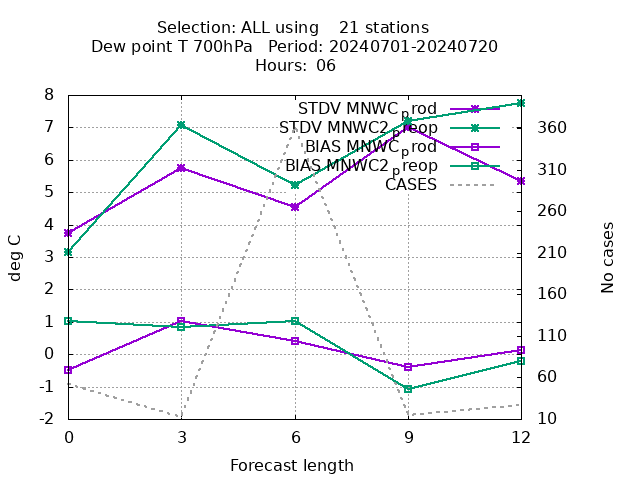 Selection: ALL using    21 stations
Dew point T 700hPa   Period: 20240701-20240720
Hours: 06
STDV MNWC_prod
STDV MNWC2_preop
BIAS MNWC_prod
BIAS MNWC2_preop
CASES
8
7
6
5
4
3
2
1
0
-1
-2
deg C
360
310
260
210
160
110
60
10
No cases
0 3 6 9 12
Forecast length